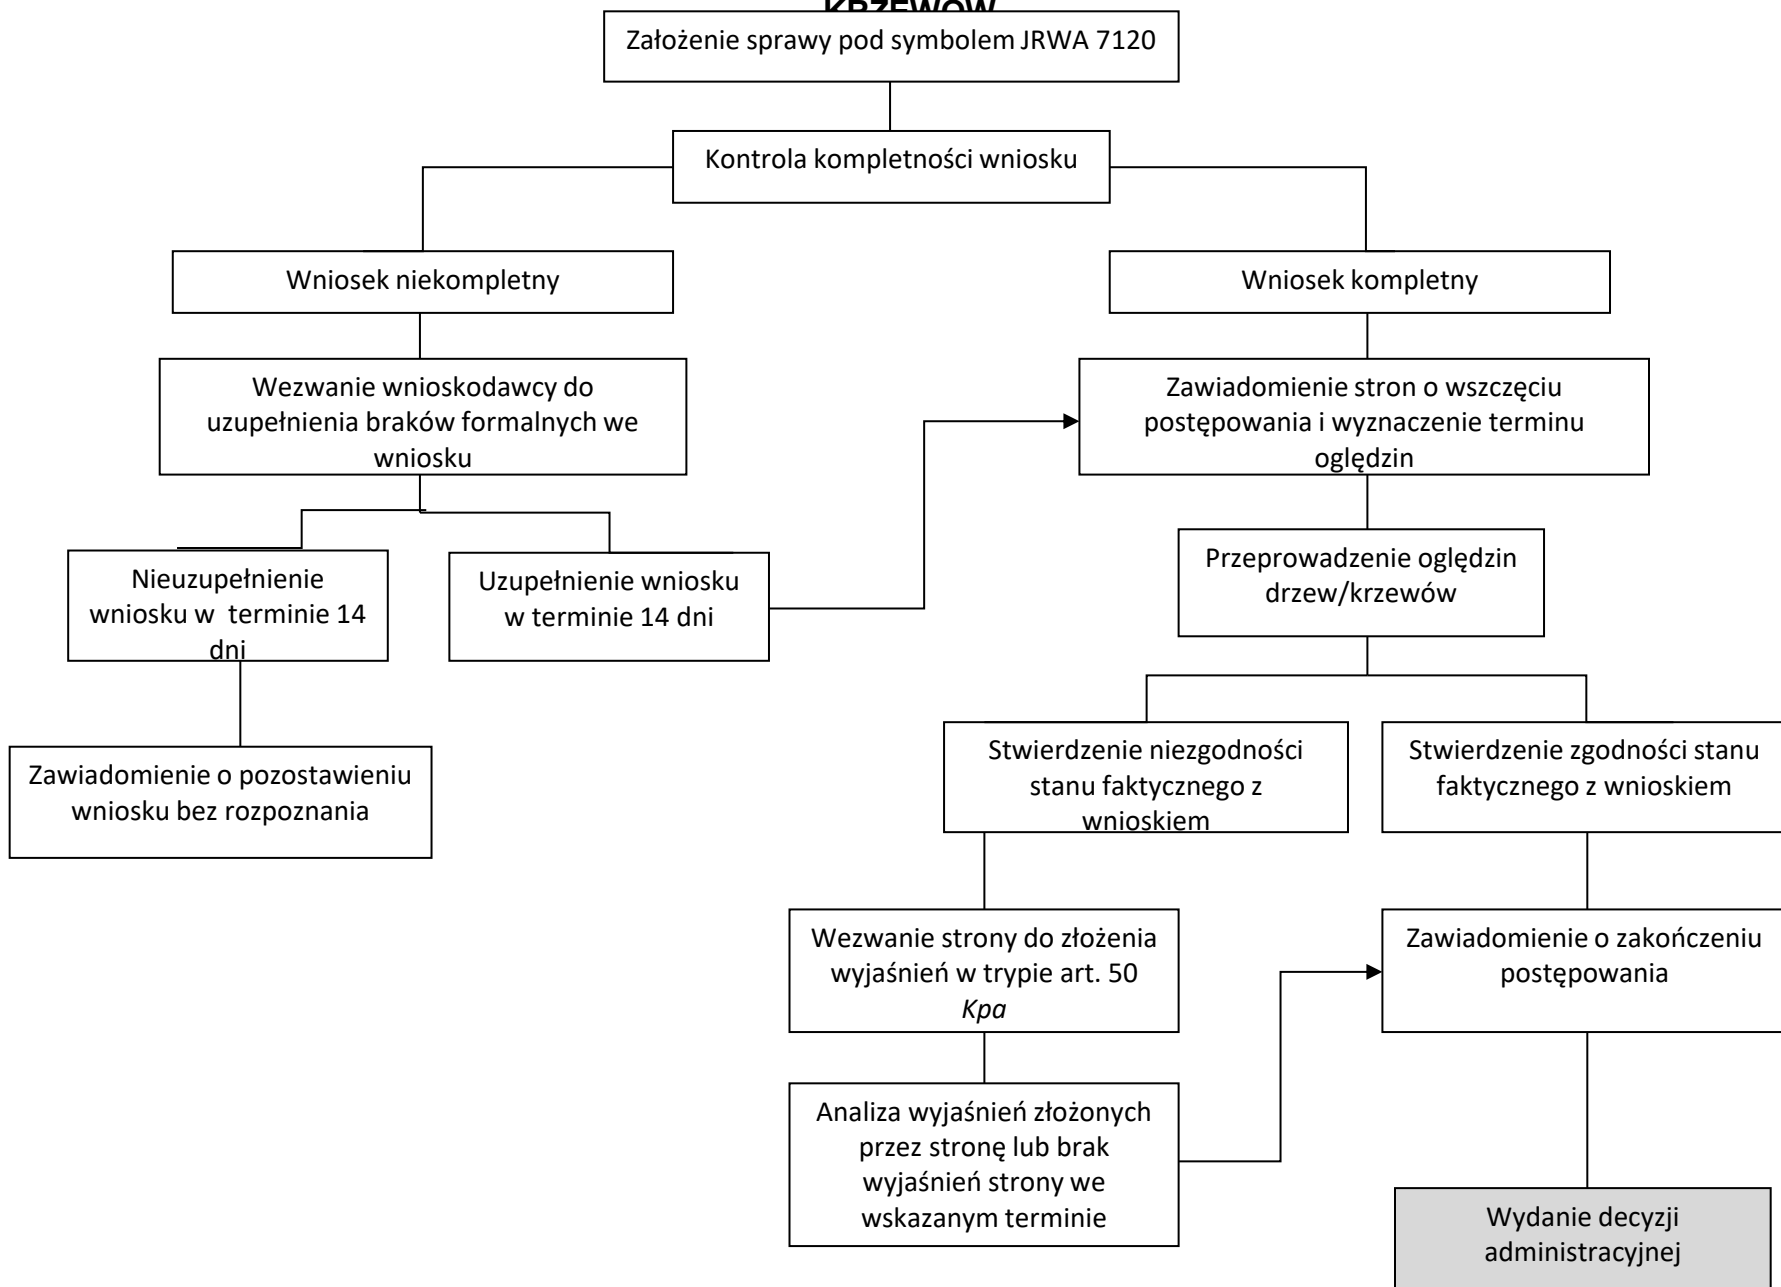 KRZEWÓW
Założenie sprawy pod symbolem JRWA 7120
Kontrola kompletności wniosku
Wniosek niekompletny
Wniosek kompletny
Wezwanie wnioskodawcy do
uzupełnienia braków formalnych we
wniosku
Zawiadomienie stron o wszczęciu
postępowania i wyznaczenie terminu
oględzin
Nieuzupełnienie
wniosku w  terminie 14
dni
Uzupełnienie wniosku
w terminie 14 dni
Przeprowadzenie oględzin
drzew/krzewów
Zawiadomienie o pozostawieniu
wniosku bez rozpoznania
Stwierdzenie niezgodności
stanu faktycznego z
wnioskiem
Stwierdzenie zgodności stanu
faktycznego z wnioskiem
Wezwanie strony do złożenia
wyjaśnień w trypie art. 50
Kpa
Zawiadomienie o zakończeniu
postępowania
Analiza wyjaśnień złożonych
przez stronę lub brak
wyjaśnień strony we
wskazanym terminie
Wydanie decyzji
administracyjnej